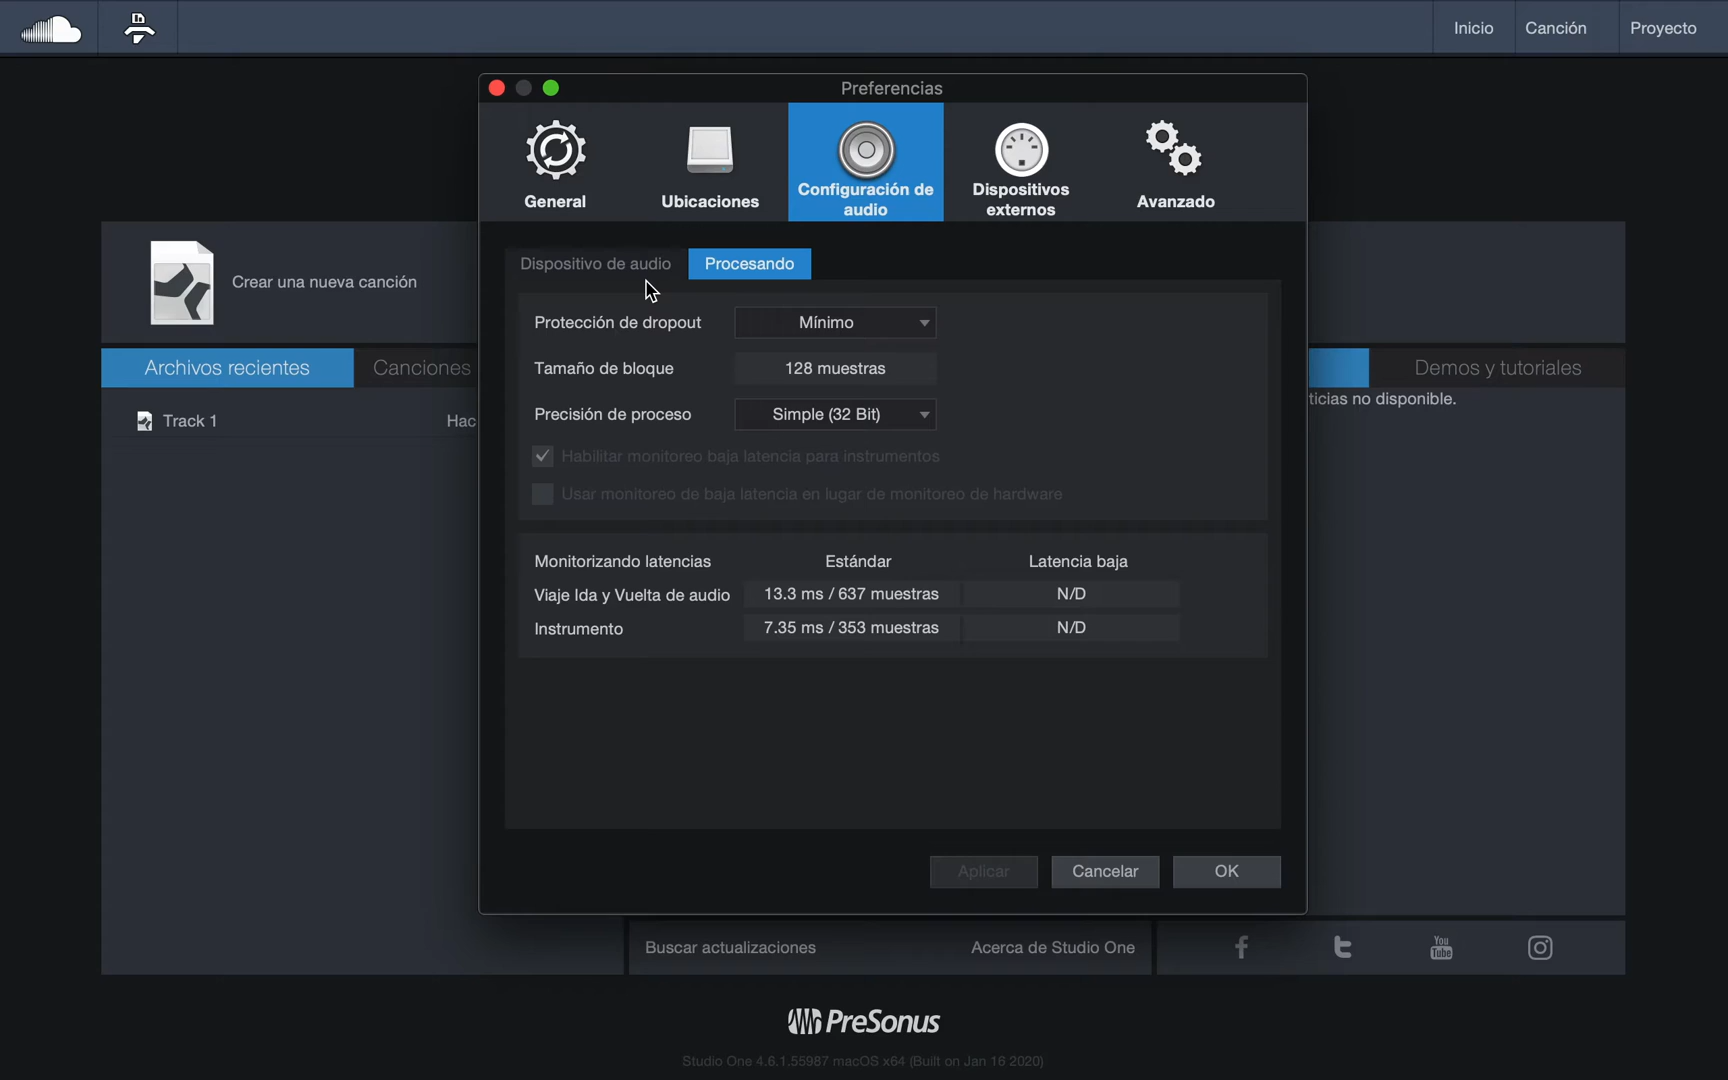 Inicio
Canción
Proyecto
Preferencias
General
Ubicaciones
Configuración de
audio
Dispositivos
externos
Avanzado
Dispositivo de audio
Procesando
Crear una nueva canción
Protección de dropout
Mínimo
Tamaño de bloque
128 muestras
Precisión de proceso
Simple (32 Bit)
Habilitar monitoreo baja latencia para instrumentos
Usar monitoreo de baja latencia en lugar de monitoreo de hardware
Archivos recientes
Canciones
Demos y tutoriales
ticias no disponible.
Track 1
Hac
Monitorizando latencias
Estándar
Latencia baja
Viaje Ida y Vuelta de audio
13.3 ms / 637 muestras
N/D
Instrumento
7.35 ms / 353 muestras
N/D
Aplicar
Cancelar
OK
Buscar actualizaciones
Acerca de Studio One
You
Tube
PreSonus
Studio One 4.6.1.55987 macOS x64 (Built on Jan 16 2020)